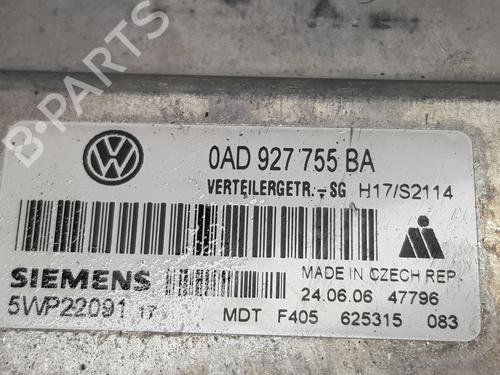 B-PARTS
0AD 927 755 BA
VERTEILERGETR.-SG H17/S2114
SIEMENS
5WP22091 17
MADE IN CZECH REP.
24.06.06 47796
MDT F405 625315 083